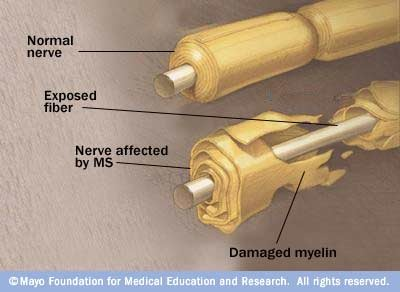 Normal
nerve
Exposed
fiber
Nerve affected
by MS
Damaged myelin
©Mayo Foundation for Medical Education and Research. All rights reserved.